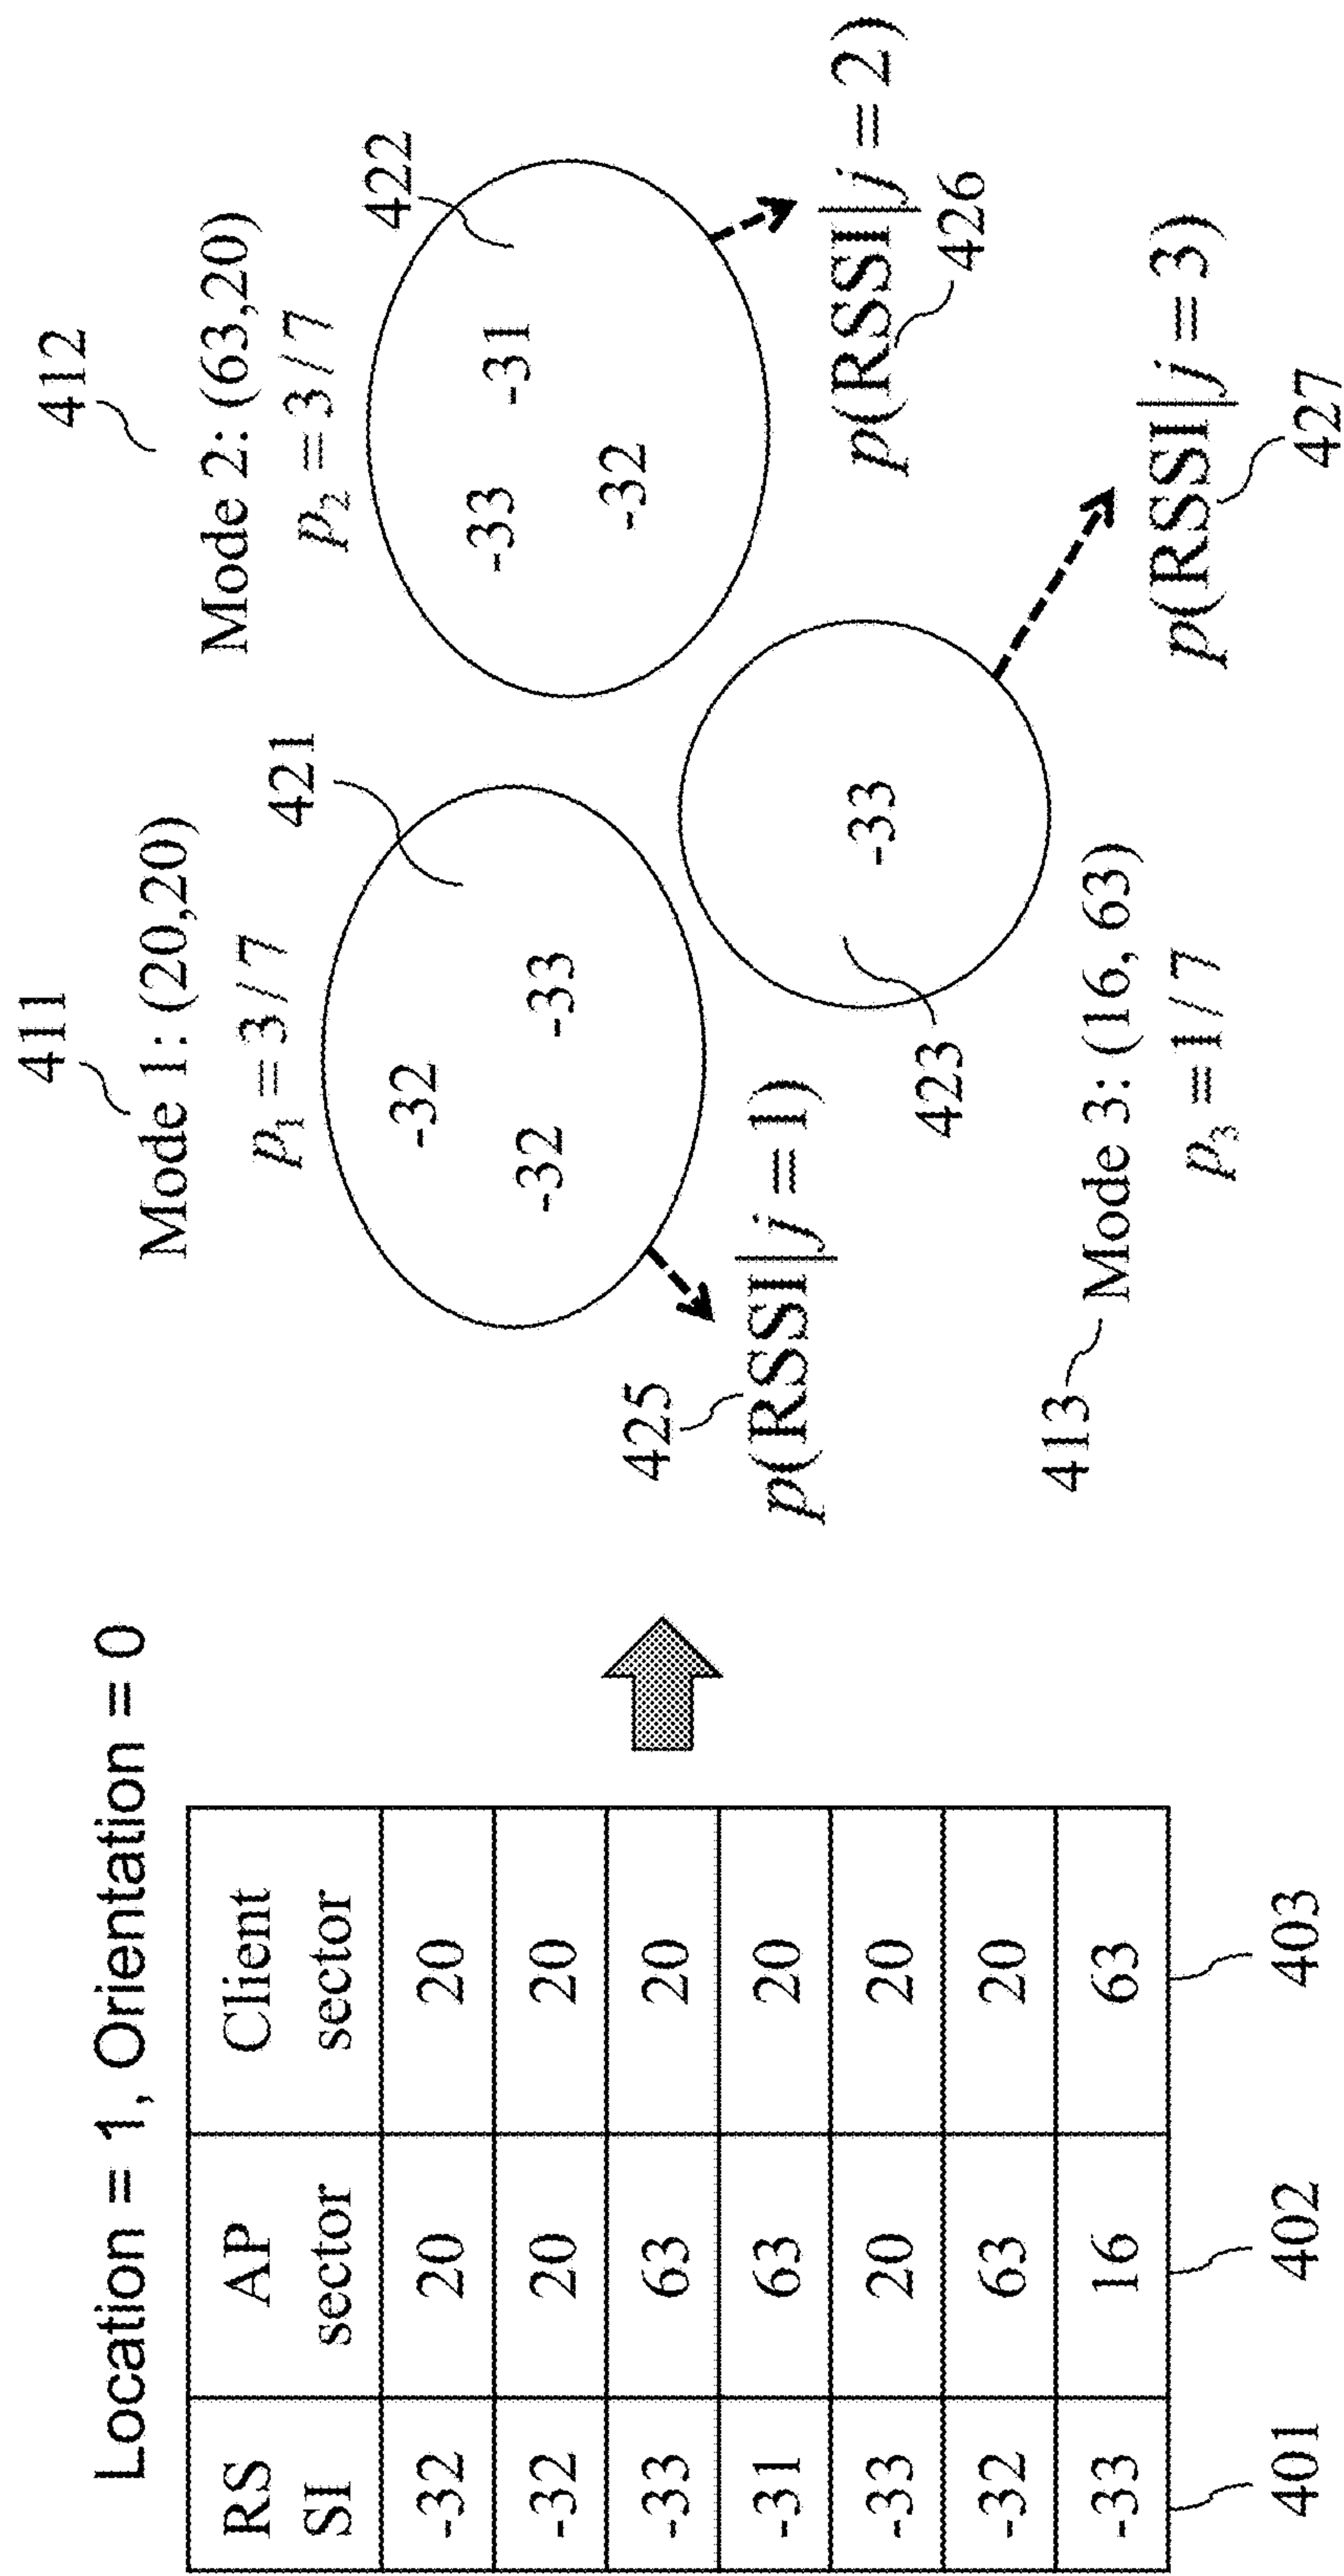 Location = 1, Orientation = 0
RS SI AP sector Client sector
-32 20 20
-32 20 20
-33 63 20
-31 63 20
-33 20 20
-32 63 20
-33 16 63
401 402 403
411
Mode 1: (20,20)
p₁ = 3/7
421
-32
-32 -33
425
p(RSSI|j = 1)
412
Mode 2: (63,20)
p₂ = 3/7
422
-33 -31
-32
p(RSSI|j = 2)
426
-33
423
413
Mode 3: (16, 63)
p₃ = 1/7
p(RSSI|j = 3)
427